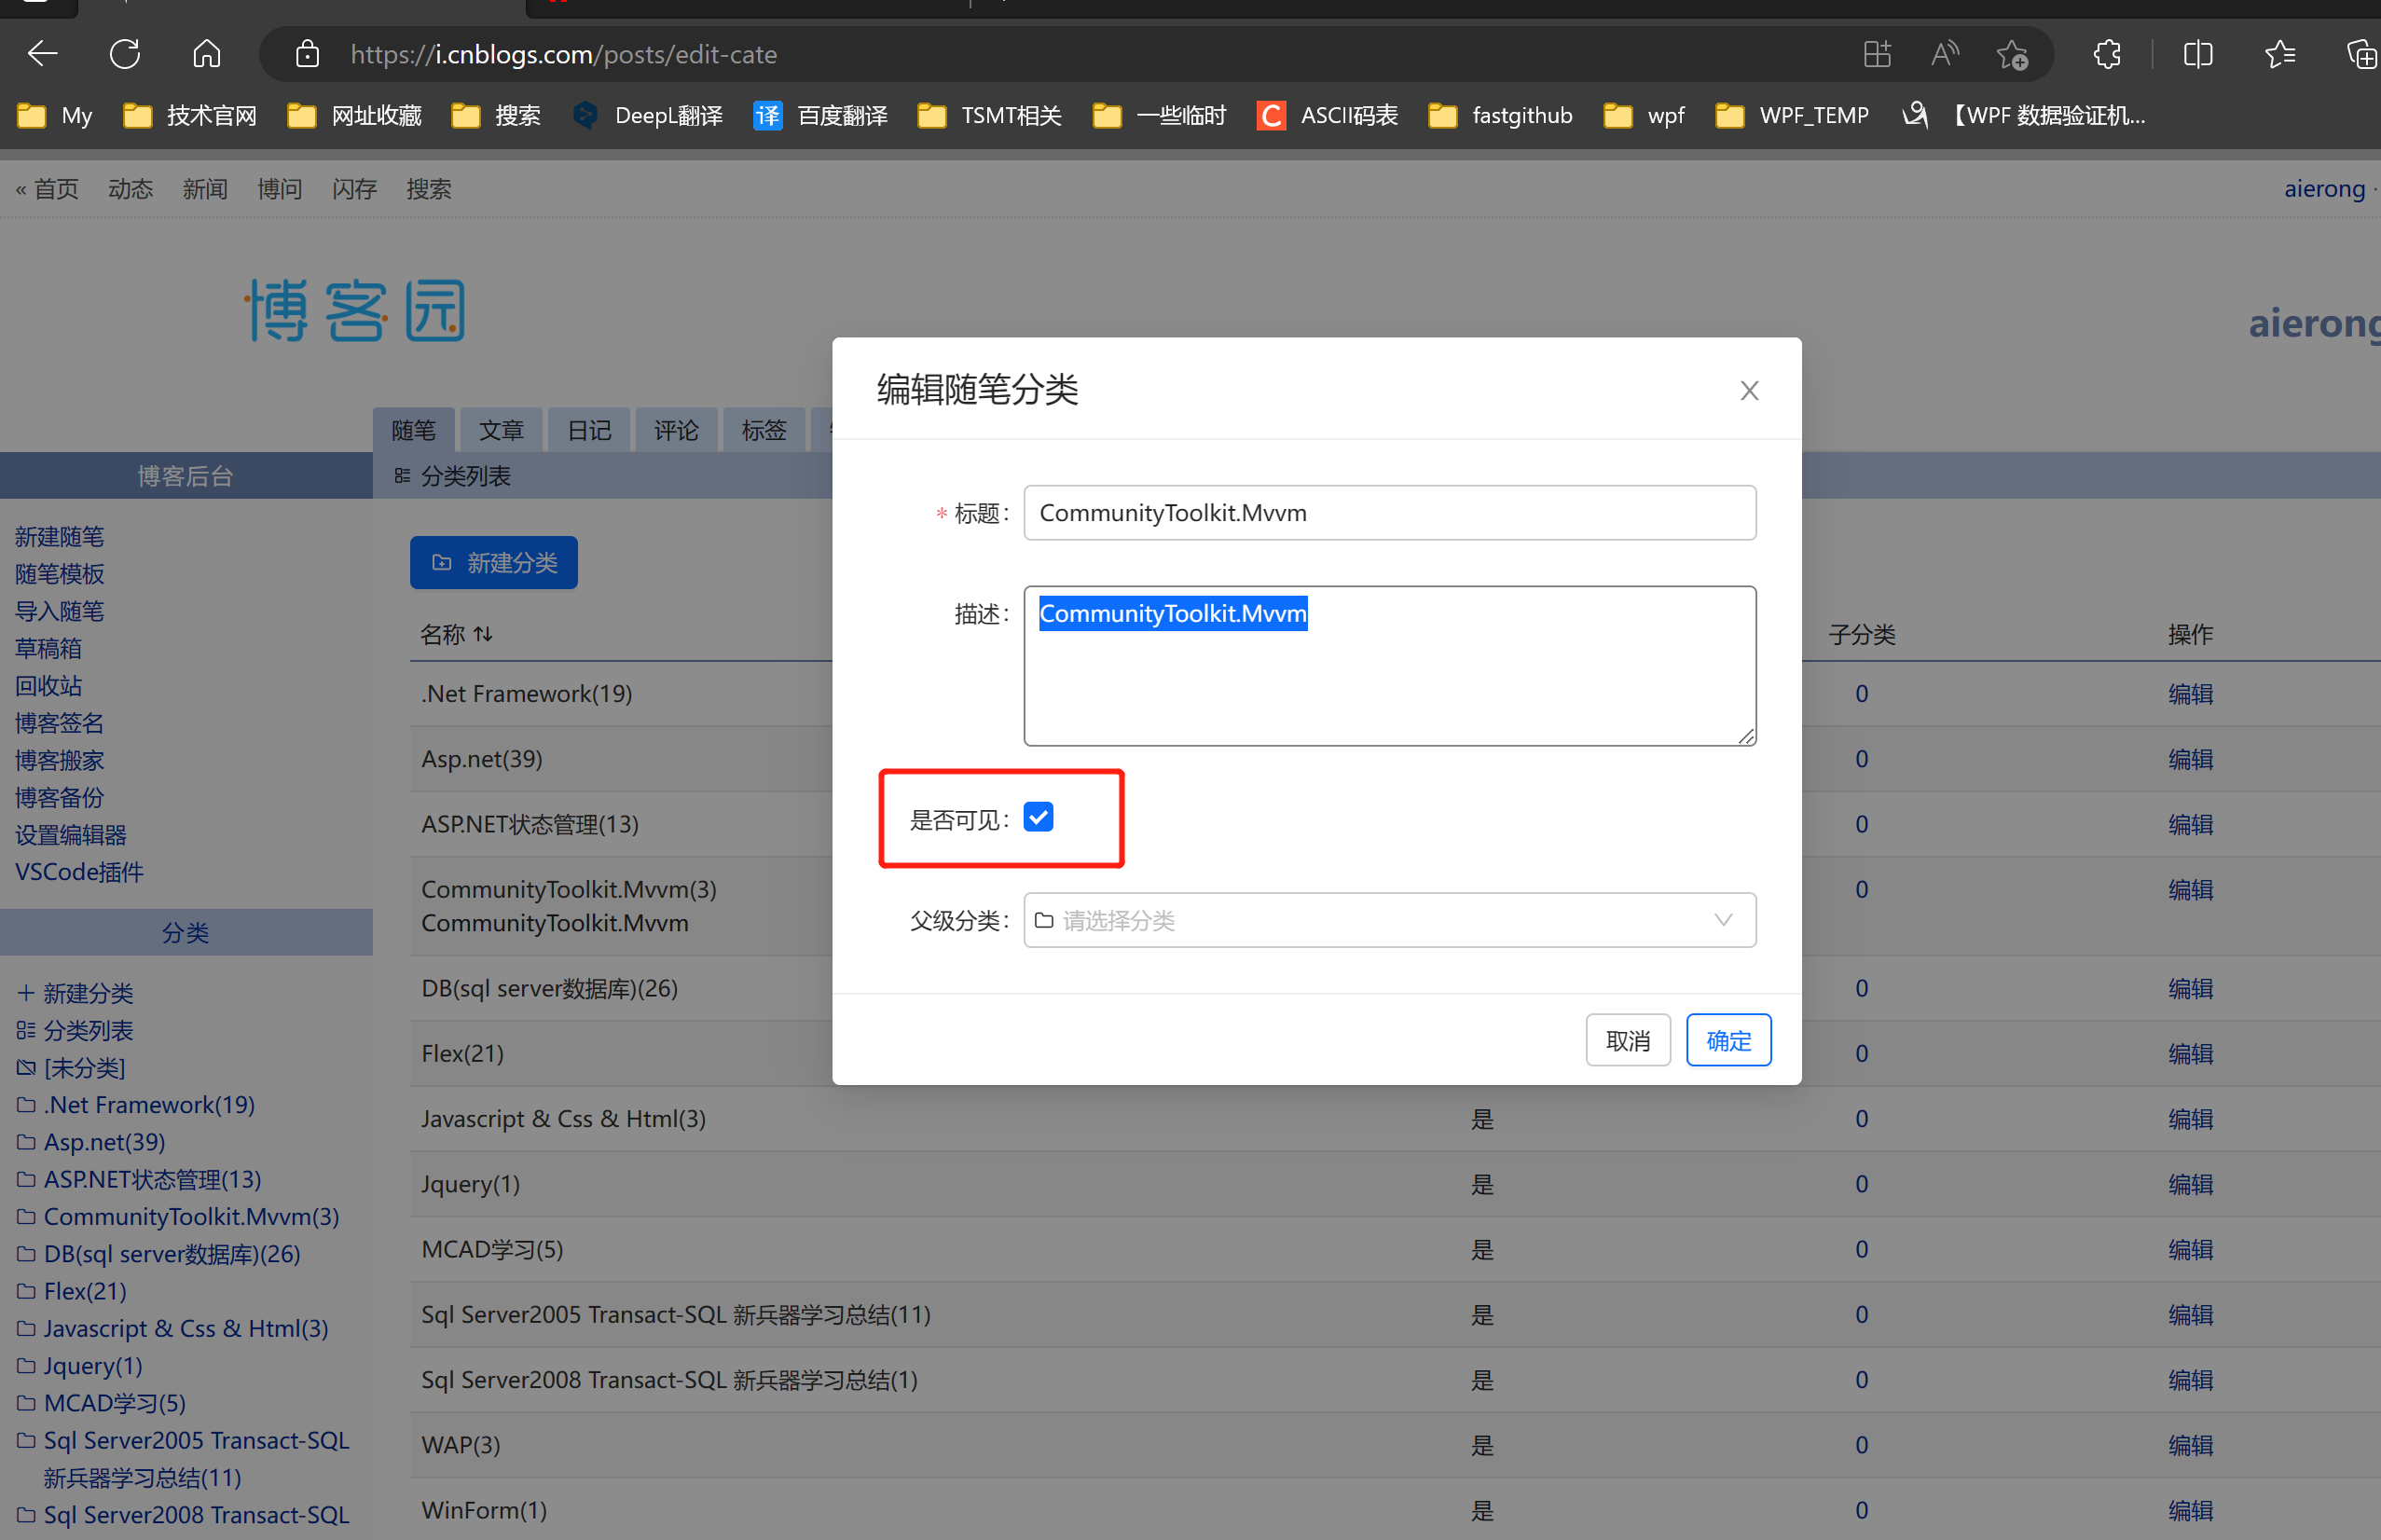 https://i.cnblogs.com/posts/edit-cate
My 技术官网 网址收藏 搜索 DeepL翻译 译 百度翻译 TSMT相关 一些临时 C ASCII码表 fastgithub wpf WPF_TEMP 【WPF 数据验证机...
« 首页 动态 新闻 博问 闪存 搜索 aierong ·
博客园
aierong
随笔 文章 日记 评论 标签
博客后台
分类列表
新建随笔
随笔模板
导入随笔
草稿箱
回收站
博客签名
博客搬家
博客备份
设置编辑器
VSCode插件
分类
新建分类
分类列表
[未分类]
.Net Framework(19)
Asp.net(39)
ASP.NET状态管理(13)
CommunityToolkit.Mvvm(3)
DB(sql server数据库)(26)
Flex(21)
Javascript & Css & Html(3)
Jquery(1)
MCAD学习(5)
Sql Server2005 Transact-SQL
新兵器学习总结(11)
Sql Server2008 Transact-SQL
新建分类
名称 子分类 操作
.Net Framework(19) 0 编辑
Asp.net(39) 0 编辑
ASP.NET状态管理(13) 0 编辑
CommunityToolkit.Mvvm(3) 0 编辑
CommunityToolkit.Mvvm
DB(sql server数据库)(26) 0 编辑
Flex(21) 0 编辑
Javascript & Css & Html(3) 是 0 编辑
Jquery(1) 是 0 编辑
MCAD学习(5) 是 0 编辑
Sql Server2005 Transact-SQL 新兵器学习总结(11) 是 0 编辑
Sql Server2008 Transact-SQL 新兵器学习总结(1) 是 0 编辑
WAP(3) 是 0 编辑
WinForm(1) 是 0 编辑
编辑随笔分类
* 标题: CommunityToolkit.Mvvm
描述: CommunityToolkit.Mvvm
是否可见:
父级分类: 请选择分类
取消 确定